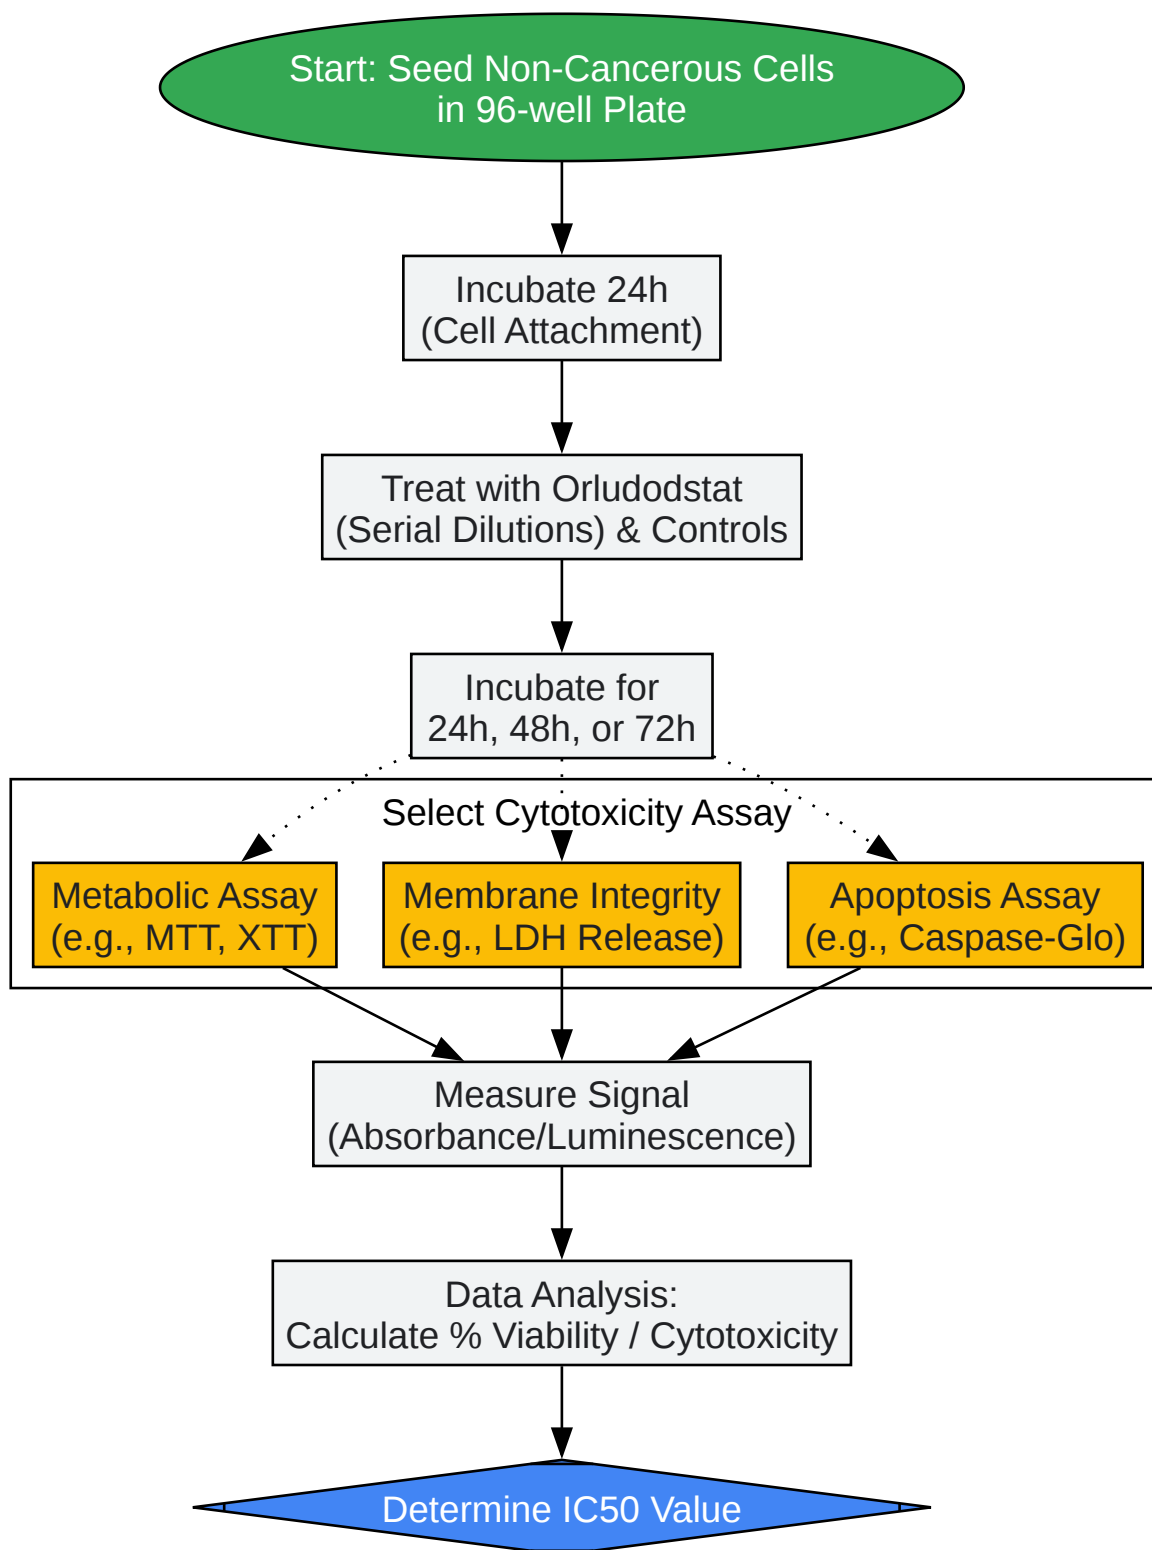 Start: Seed Non-Cancerous Cells
in 96-well Plate
Incubate 24h
(Cell Attachment)
Treat with Orludodstat
(Serial Dilutions) & Controls
Incubate for
24h, 48h, or 72h
Select Cytotoxicity Assay
Metabolic Assay
(e.g., MTT, XTT)
Membrane Integrity
(e.g., LDH Release)
Apoptosis Assay
(e.g., Caspase-Glo)
Measure Signal
(Absorbance/Luminescence)
Data Analysis:
Calculate % Viability / Cytotoxicity
Determine IC50 Value